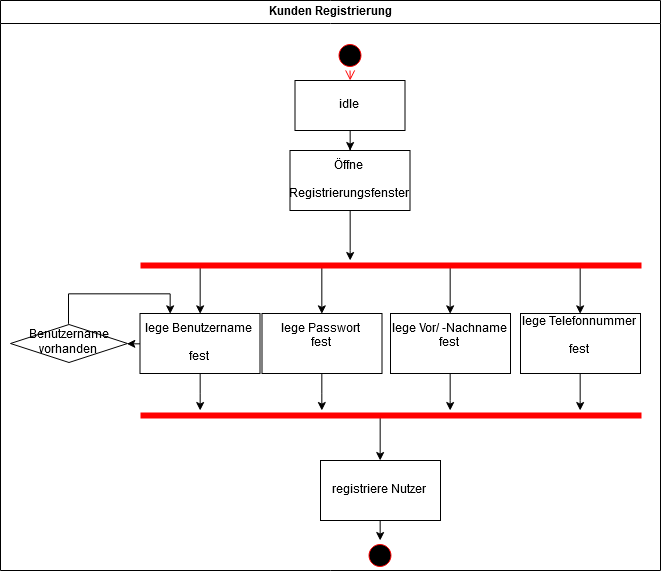 Kunden Registrierung
idle
Öffne
Registrierungsfenster
lege Benutzername
fest
lege Passwort
fest
lege Vor/ -Nachname
fest
lege Telefonnummer
fest
Benutzername
vorhanden
registriere Nutzer